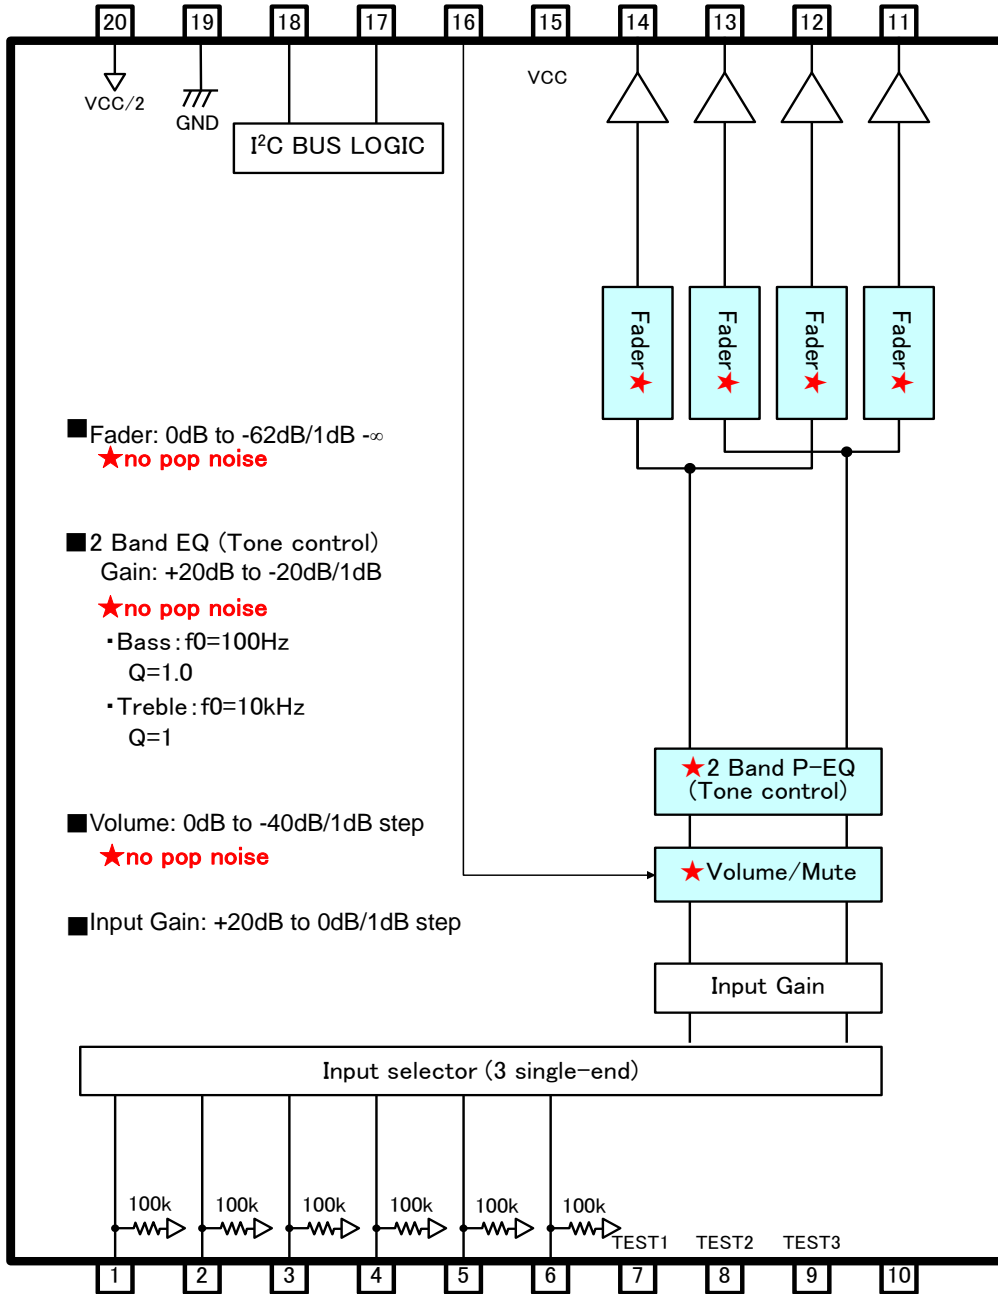 20 19 18 17 16 15 14 13 12 11
VCC/2
GND
VCC
I²C BUS LOGIC
Fader★ Fader★ Fader★ Fader★
■Fader: 0dB to -62dB/1dB -∞
★no pop noise
■2 Band EQ (Tone control)
Gain: +20dB to -20dB/1dB
★no pop noise
・Bass:f0=100Hz
Q=1.0
・Treble:f0=10kHz
Q=1
★2 Band P-EQ
(Tone control)
■Volume: 0dB to -40dB/1dB step
★no pop noise
★Volume/Mute
■Input Gain: +20dB to 0dB/1dB step
Input Gain
Input selector (3 single-end)
100k 100k 100k 100k 100k 100k
TEST1 TEST2 TEST3
1 2 3 4 5 6 7 8 9 10